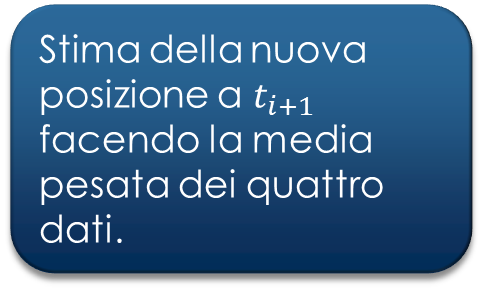 Stima della nuova
posizione a $t_{i+1}$
facendo la media
pesata dei quattro
dati.